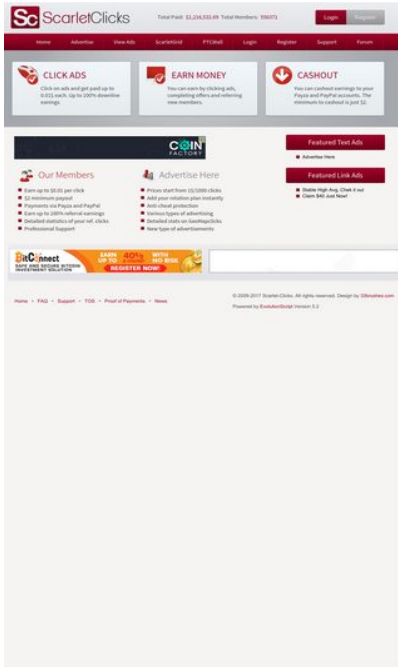 Sc ScarletClicks
Total Members:
Login
Register
Home Advertise View Ads ScarletGrid PTCWall Login Register Support Forum
CLICK ADS
Click on ads and get paid up to
0.01$ each. Up to 100% downline
earnings
EARN MONEY
You can earn by clicking ads,
completing offers and referring
new members.
CASHOUT
You can cashout earnings to your
Payza and PayPal accounts. The
minimum to cashout is just $2.
COIN
FACTORY
Featured Text Ads
Advertise Here
Our Members
Earn up to $0.01 per click
$2 minimum payout
Payments via Payza and PayPal
Earn up to 100% referral earnings
Detailed statistics of your ref. clicks
Professional Support
Advertise Here
Prices start from 1$/1000 clicks
Add your rotation plan instantly
Anti-cheat protection
Various types of advertising
Detailed stats on
New type of advertisements
Featured Link Ads
Stable High Avg, Chek it out
Claim $40 Just Now!
BitConnect
SAFE AND SECURE BITCOIN
INVESTMENT SOLUTION
EARN UP TO 40% WITH NO RISK
REGISTER NOW!
Home • FAQ • Support • TOS • Proof of Payments • News
© 2009-2017 Scarlet-Clicks. All rights reserved. Design by
Powered by EvolutionScript Version 5.2